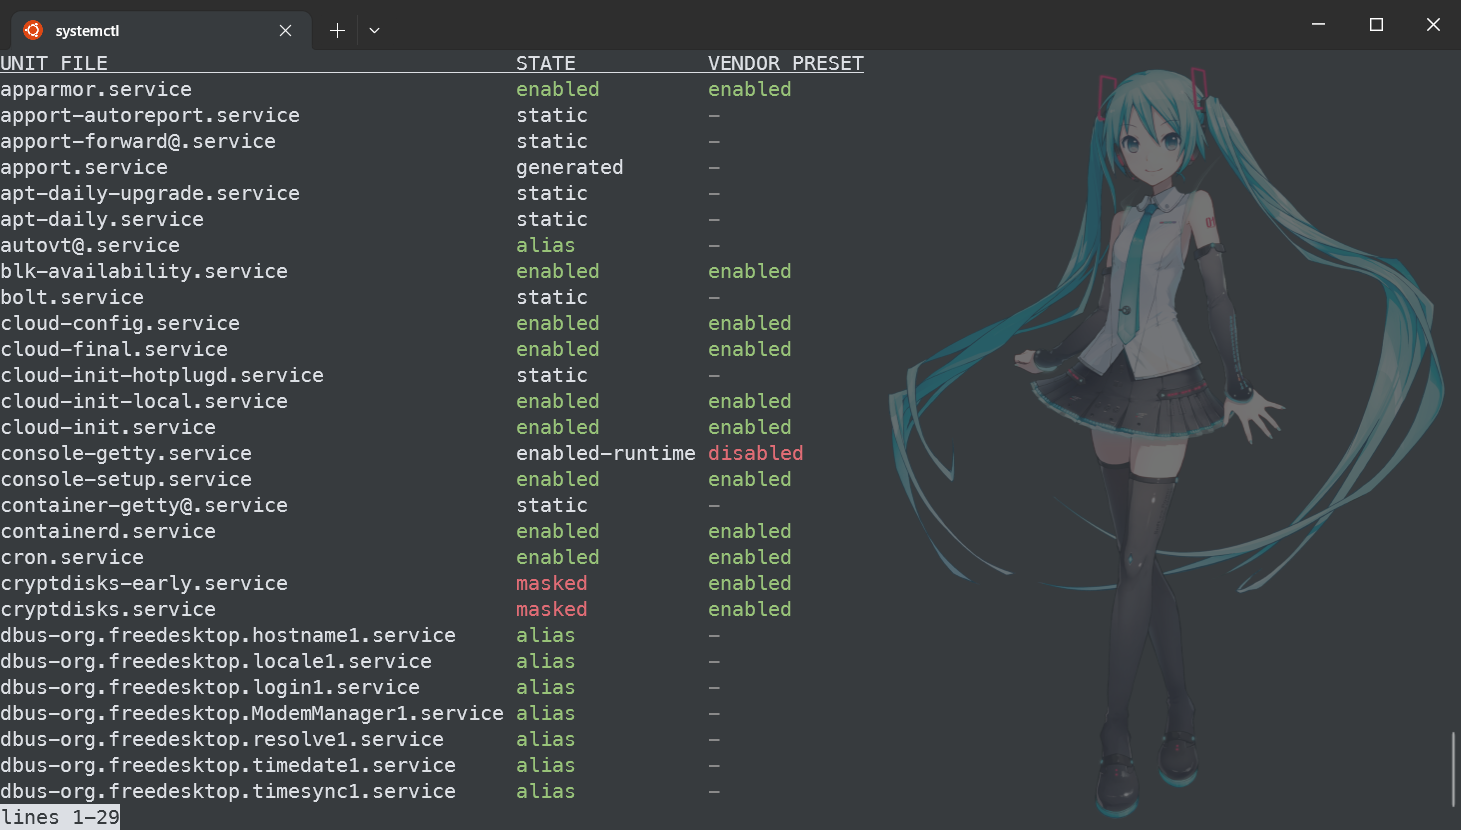 systemctl
UNIT FILE STATE VENDOR PRESET
apparmor.service enabled enabled
apport-autoreport.service static -
apport-forward@.service static -
apport.service generated -
apt-daily-upgrade.service static -
apt-daily.service static -
autovt@.service alias -
blk-availability.service enabled enabled
bolt.service static -
cloud-config.service enabled enabled
cloud-final.service enabled enabled
cloud-init-hotplugd.service static -
cloud-init-local.service enabled enabled
cloud-init.service enabled enabled
console-getty.service enabled-runtime disabled
console-setup.service enabled enabled
container-getty@.service static -
containerd.service enabled enabled
cron.service enabled enabled
cryptdisks-early.service masked enabled
cryptdisks.service masked enabled
dbus-org.freedesktop.hostname1.service alias -
dbus-org.freedesktop.locale1.service alias -
dbus-org.freedesktop.login1.service alias -
dbus-org.freedesktop.ModemManager1.service alias -
dbus-org.freedesktop.resolve1.service alias -
dbus-org.freedesktop.timedate1.service alias -
dbus-org.freedesktop.timesync1.service alias -
lines 1-29
01